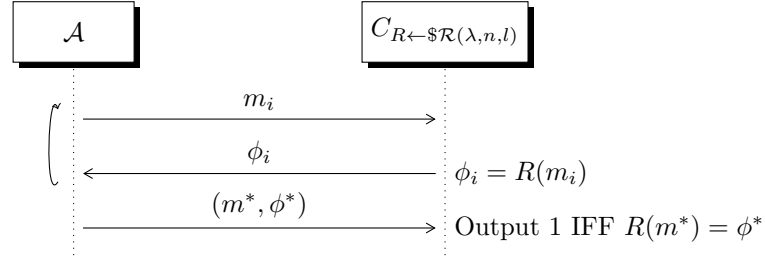 𝒜
C_{R←$ℛ(λ,n,l)}
m_i
ϕ_i
ϕ_i = R(m_i)
(m*, ϕ*)
Output 1 IFF R(m*) = ϕ*